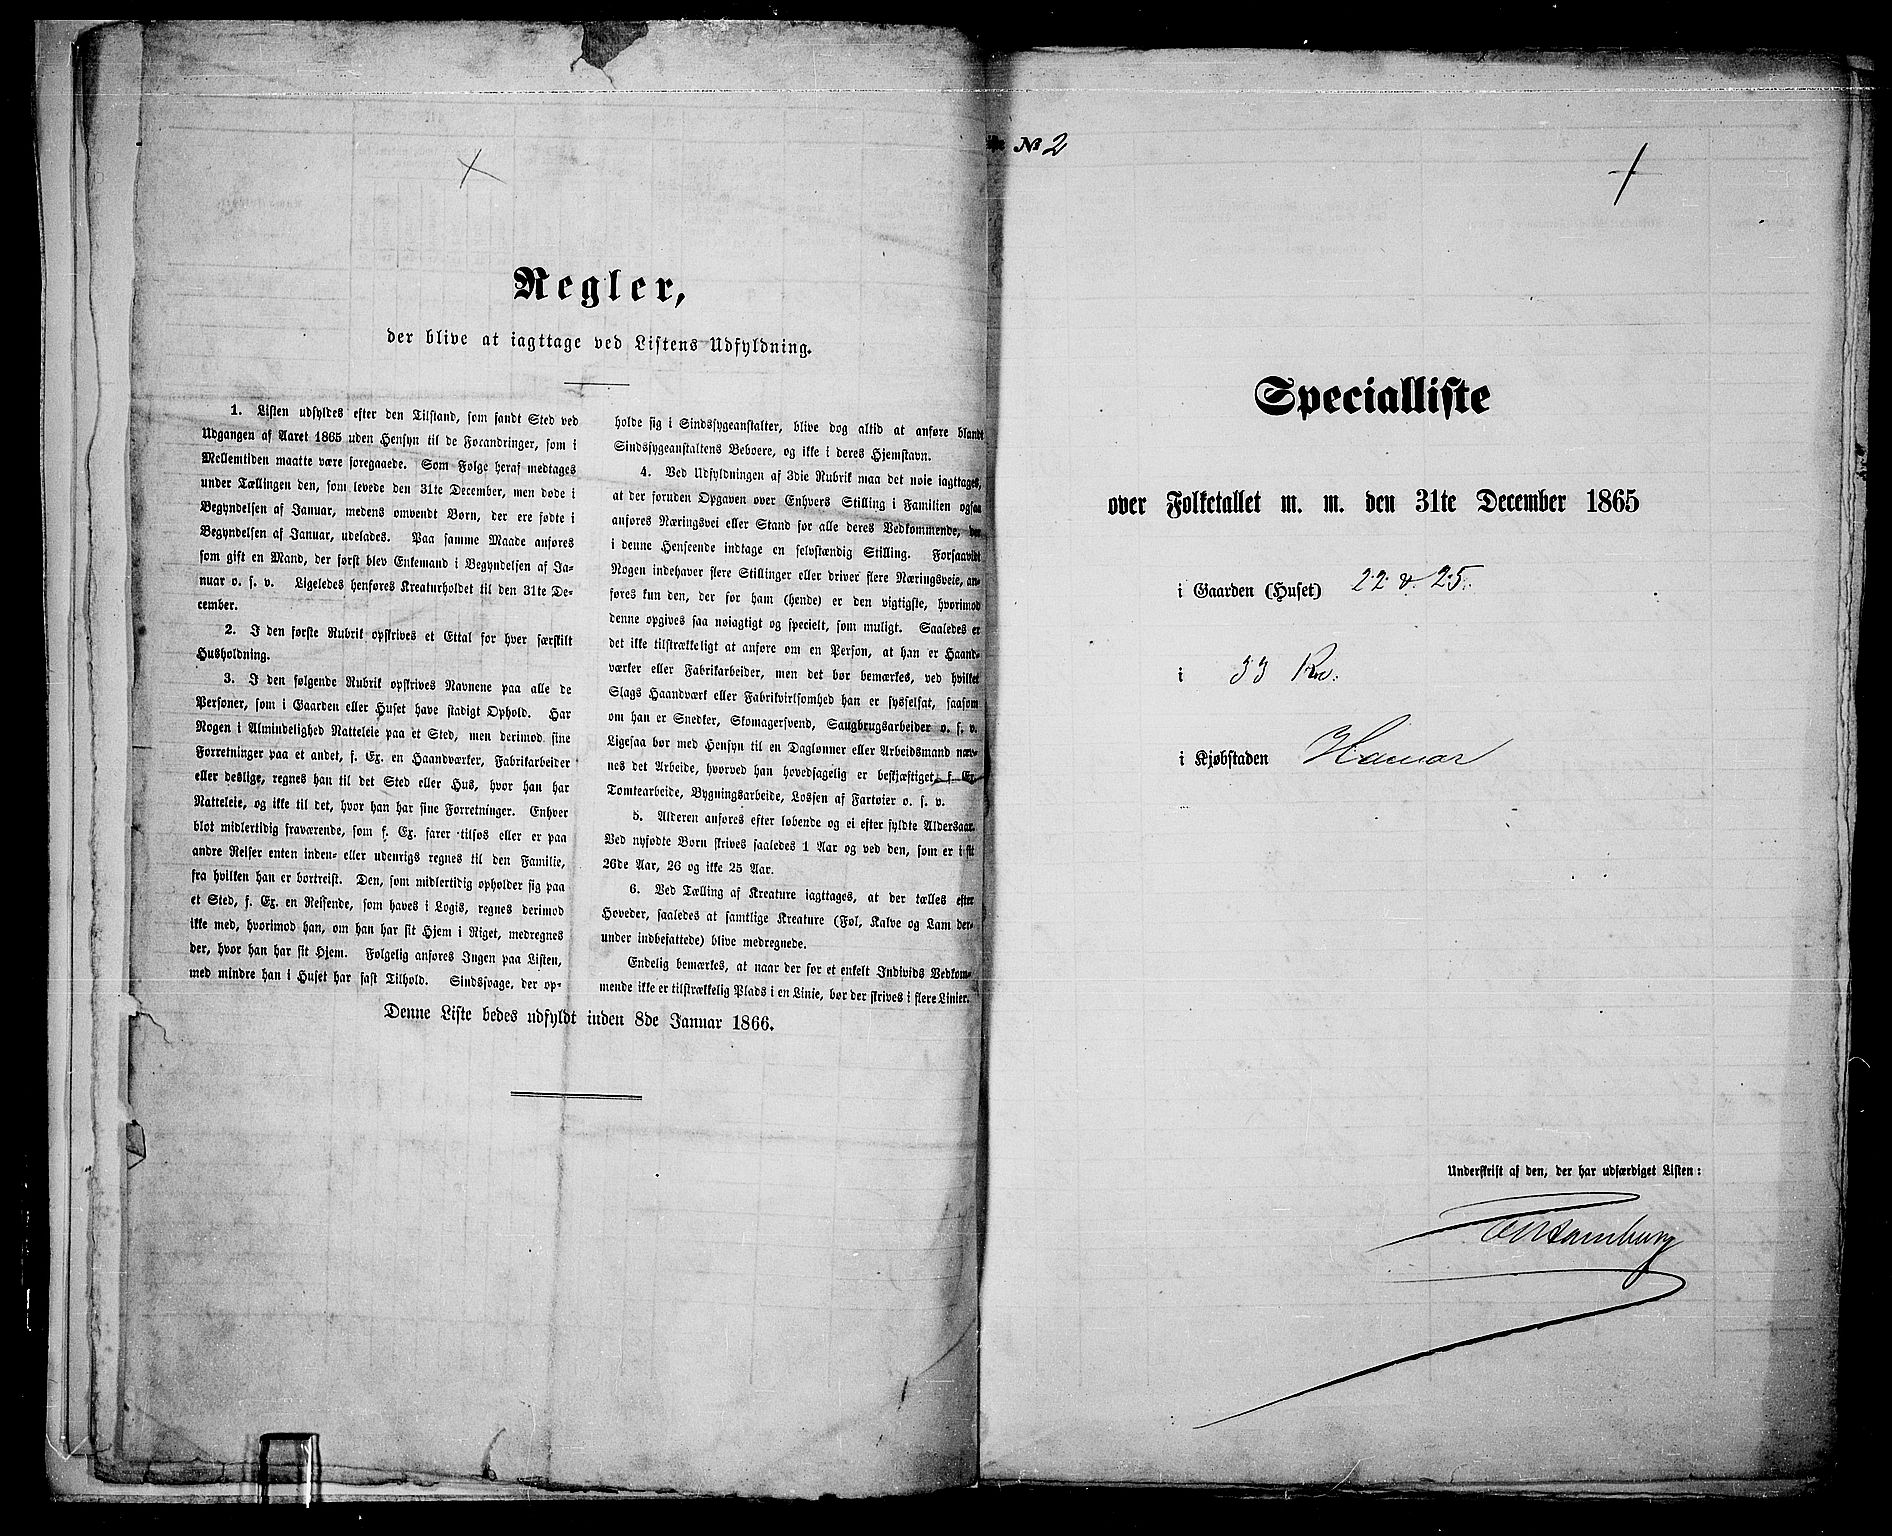 Regler,
der blive at iagttage ved Listens Udfyldning.
1. Listen udfyldes efter den Tilstand, som fandt Sted ved
Udgangen af Aaret 1865 uden Hensyn til de Forandringer, som i
Mellemtiden maatte være foregaaede. Som Følge heraf medtages
under Tællingen den, som levede den 31te December, men døde i
Begyndelsen af Januar, medens omvendt Børn, der ere fødte i
Begyndelsen af Januar, udelades. Paa samme Maade anføres
som gift en Mand, der først blev Enkemand i Begyndelsen af Ja-
nuar o. s. v. Ligeledes henføres Kreaturholdet til den 31te De-
cember.
2. I den første Rubrik opskrives et Ettal for hver særskilt
Husholdning.
3. I den følgende Rubrik opskrives Navnene paa alle de
Personer, som i Gaarden eller Huset have stadigt Ophold. Har
Nogen i Almindelighed Natteleie paa et Sted, men derimod sine
Forretninger paa et andet, f. Ex. en Haandværker, Fabrikarbeider
eller deslige, regnes han til det Sted eller Hus, hvor han har
Natteleie, og ikke til det, hvor han har sine Forretninger. Enhver
blot midlertidig fraværende, som f. Ex. farer tilsøs eller er paa
andre Reiser enten inden- eller udenrigs regnes til den Familie,
fra hvilken han er bortreist. Den, som midlertidig opholder sig paa
et Sted, f. Ex. en Reisende, som haves i Logis, regnes derimod
ikke med, hvorimod han, om han har sit Hjem i Riget, medregnes
der, hvor han har sit Hjem. Følgelig anføres Ingen paa Listen,
med mindre han i Huset har fast Tilhold. Sindssvage, der op-
holde sig i Sindssygeanstalter, blive dog altid at anføre blandt
Sindssygeanstaltens Beboere, og ikke i deres Hjemstavn.
4. Ved Udfyldningen af 3die Rubrik maa det nøie iagttages,
at der foruden Opgaven over Enhvers Stilling i Familien ogsaa
anføres Næringsvei eller Stand for alle deres Vedkommende, der
i denne Henseende indtage en selvstændig Stilling. Forsaavidt
Nogen indehaver flere Stillinger eller driver flere Næringsveie, an-
føres kun den, der for ham (hende) er den vigtigste, hvorimod
denne opgives saa nøiagtigt og specielt, som muligt. Saaledes er
det ikke tilstrækkeligt at anføre om en Person, at han er Haand-
værker eller Fabrikarbeider, men det bør bemærkes, ved hvilket
Slags Haandværk eller Fabrikvirksomhed han er sysselsat, saasom
om han er Snedker, Skomagersvend, Saugbrugsarbeider o. s. v.
Ligesaa bør med Hensyn til en Dagløner eller Arbeidsmand næv-
nes det Arbeide, hvorved han hovedsagelig er beskjæftiget, f. Ex.
Tomtearbeide, Bygningsarbeide, Lossen af Fartøier o. s. v.
5. Alderen anføres efter løbende og ei efter fyldte Aldersaar.
Ved nyfødte Børn skrives saaledes 1 Aar og ved den, som er i sit
26de Aar, 26 og ikke 25 Aar.
6. Ved Tælling af Kreature iagttages, at der tælles efter
Hoveder, saaledes at samtlige Kreature (Føl, Kalve og Lam der-
under indbefattede) blive medregnede.
Endelig bemærkes, at naar der for et enkelt Individs Vedkom-
mende ikke er tilstrækkelig Plads i en Linie, bør der skrives i flere Linier.
Denne Liste bedes udfyldt inden 8de Januar 1866.
№ 2
Specialliste
over Folketallet m. m. den 31te December 1865
i Gaarden (Huset) 22 & 25.
i 33 Kv.
i Kjøbstaden Hamar
Underskrift af den, der har udfærdiget Listen: